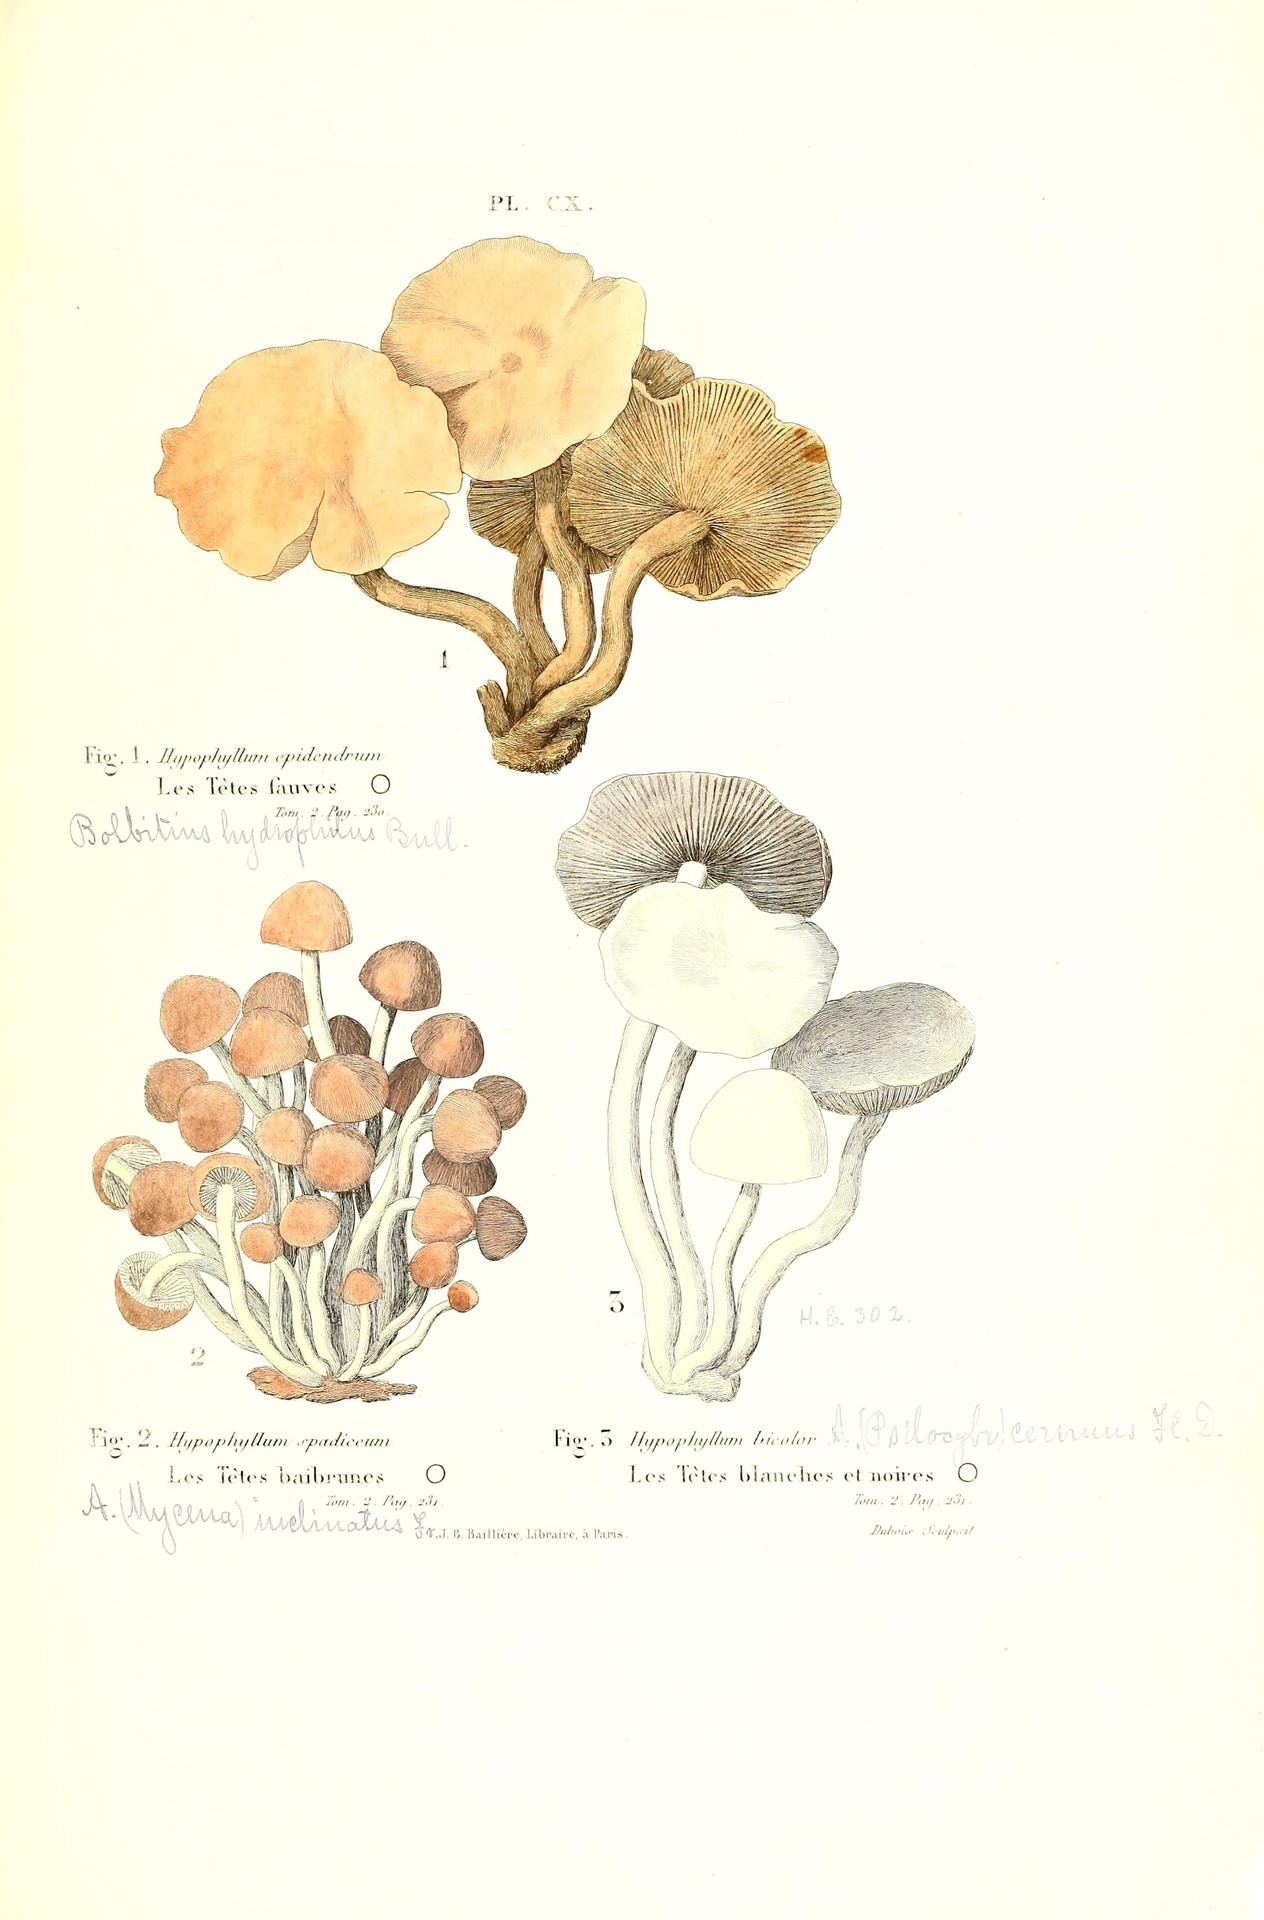 PL. CX.
1
Fig. 1. Hypophyllum epidendrum
Les Têtes fauves O
Tom. 2. Pag. 230.
Bolbitius hydrophilus Bull.
2
3
H. E. 302.
Fig. 2. Hypophyllum spadiceum
Les Têtes baibrunes O
Tom. 2. Pag. 231.
A. (Mycena) inclinatus Fr.
Fig. 3 Hypophyllum bicolor A. (Psilocybe) cernuus Fl. D.
Les Têtes blanches et noires O
Tom. 2. Pag. 231.
J. B. Baillière, Libraire, à Paris.
Dubois Sculpsit